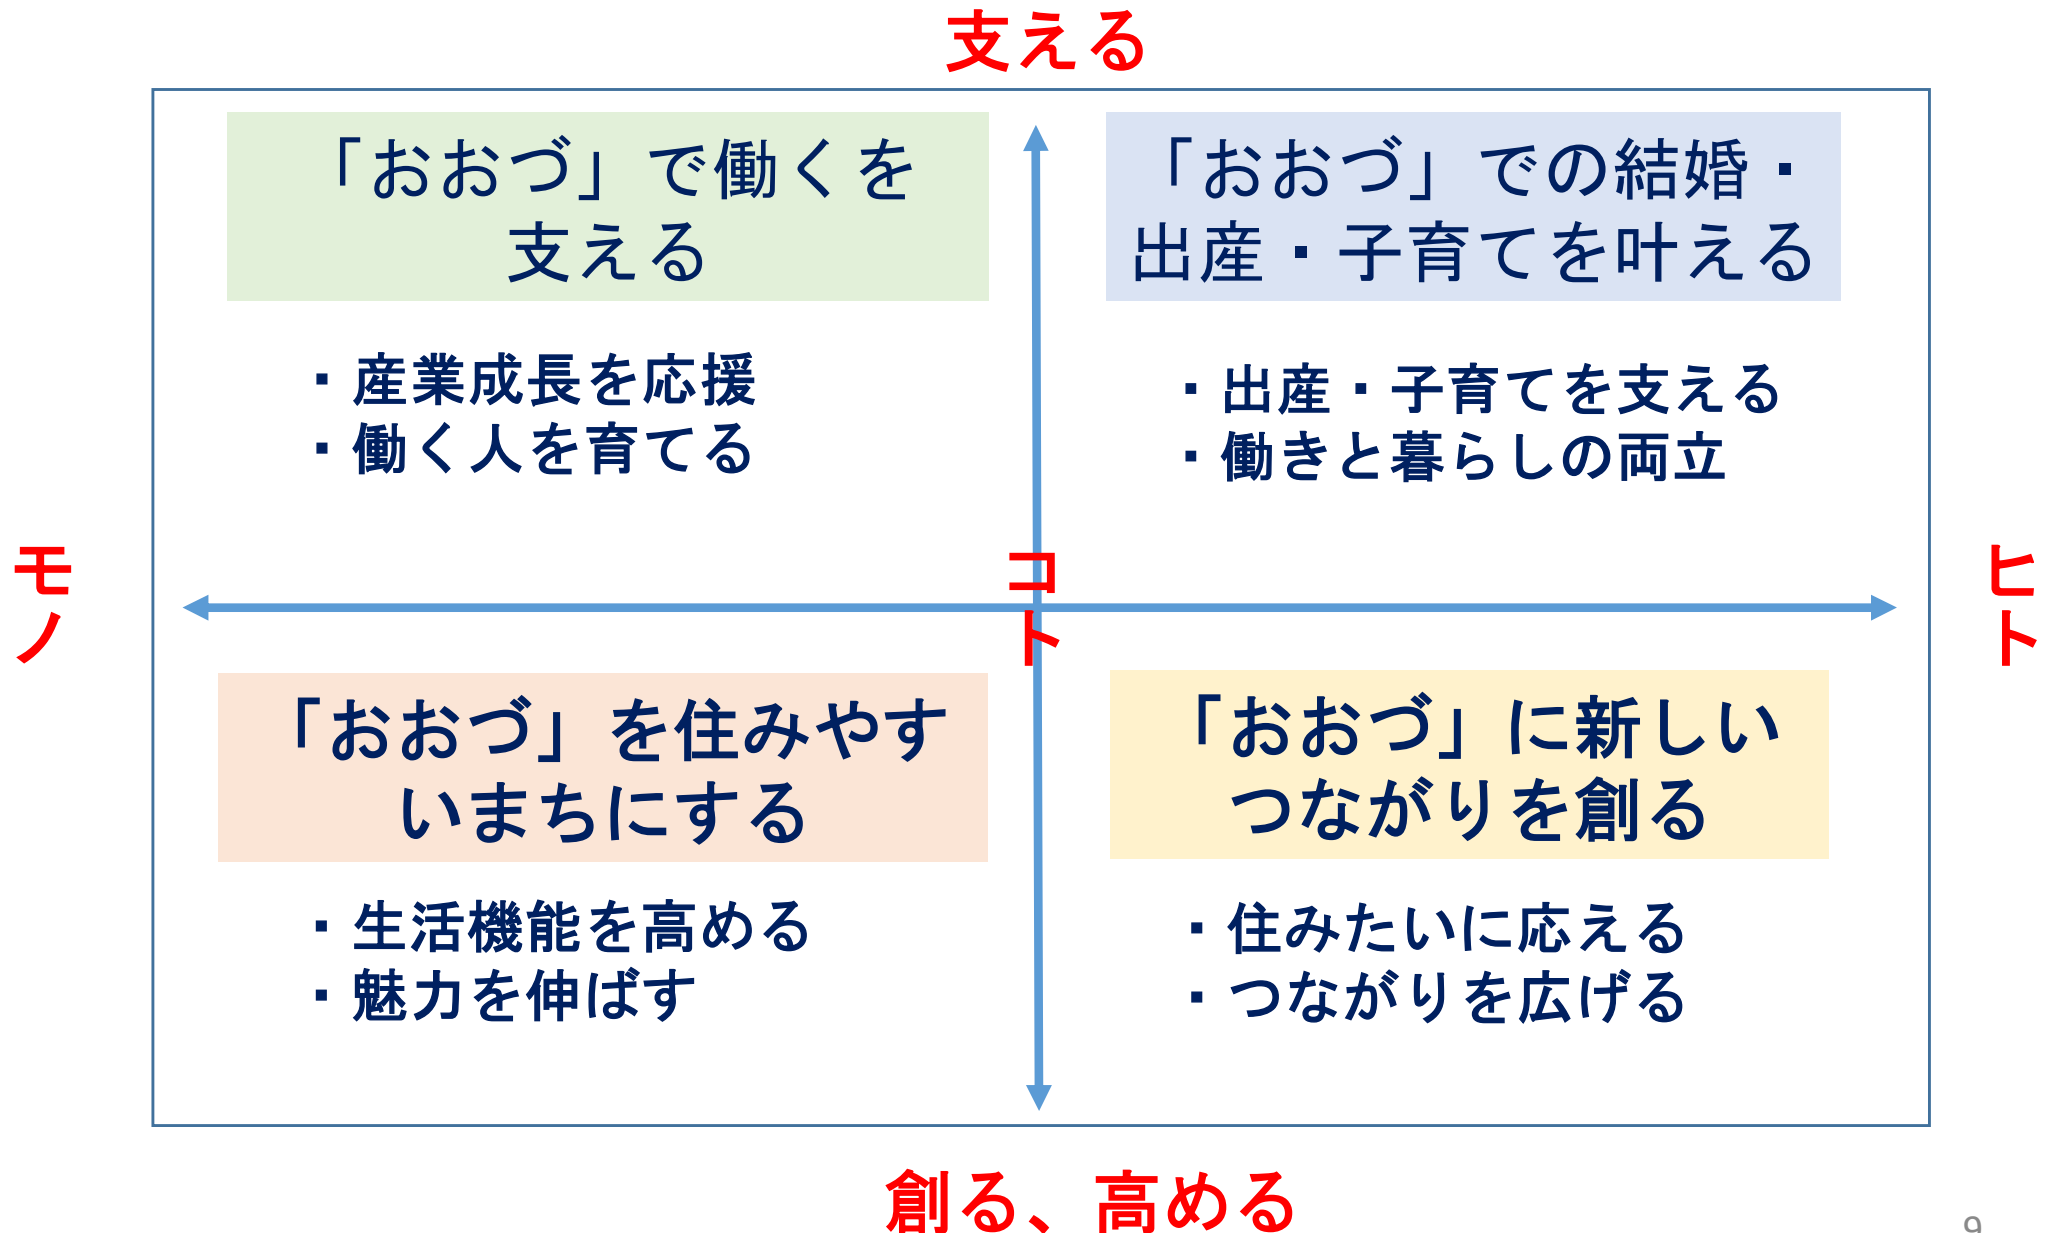 支える
「おおづ」で働くを
支える
・産業成長を応援
・働く人を育てる
「おおづ」での結婚・
出産・子育てを叶える
・出産・子育てを支える
・働きと暮らしの両立
モノ
コト
ヒト
「おおづ」を住みやす
いまちにする
・生活機能を高める
・魅力を伸ばす
「おおづ」に新しい
つながりを創る
・住みたいに応える
・つながりを広げる
創る、高める
9